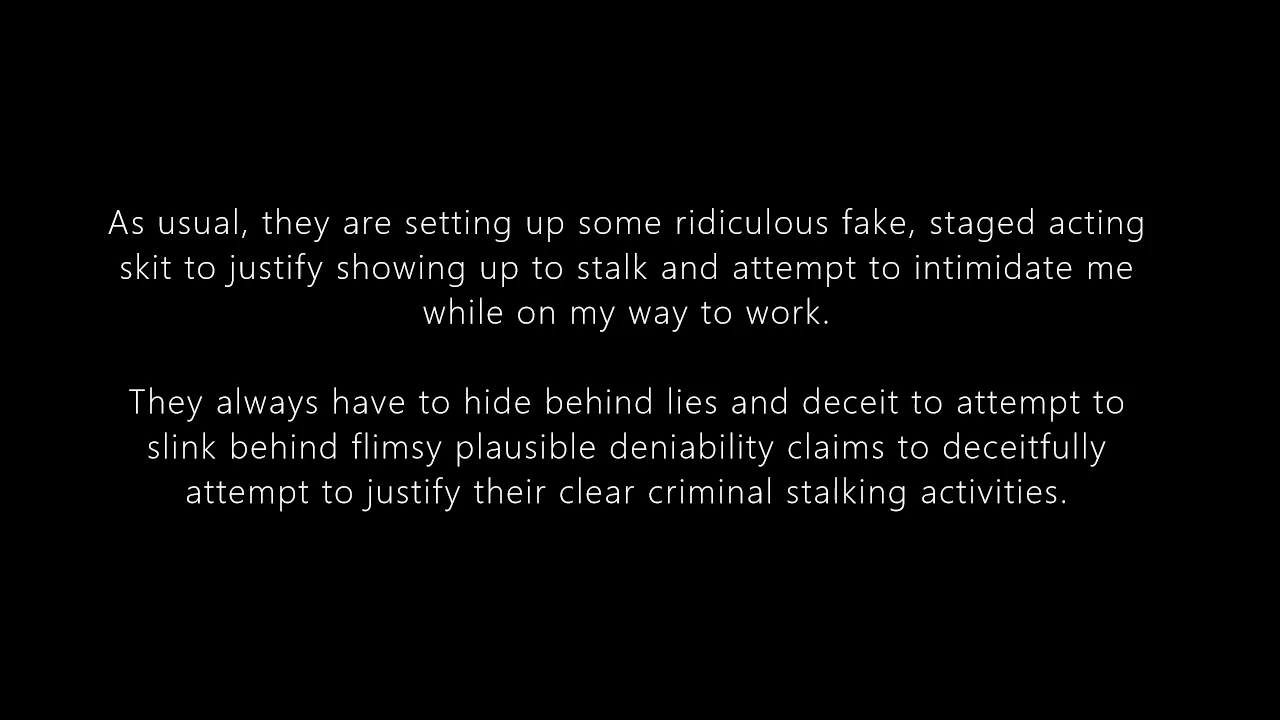 As usual, they are setting up some ridiculous fake, staged acting
skit to justify showing up to stalk and attempt to intimidate me
while on my way to work.
They always have to hide behind lies and deceit to attempt to
slink behind flimsy plausible deniability claims to deceitfully
attempt to justify their clear criminal stalking activities.